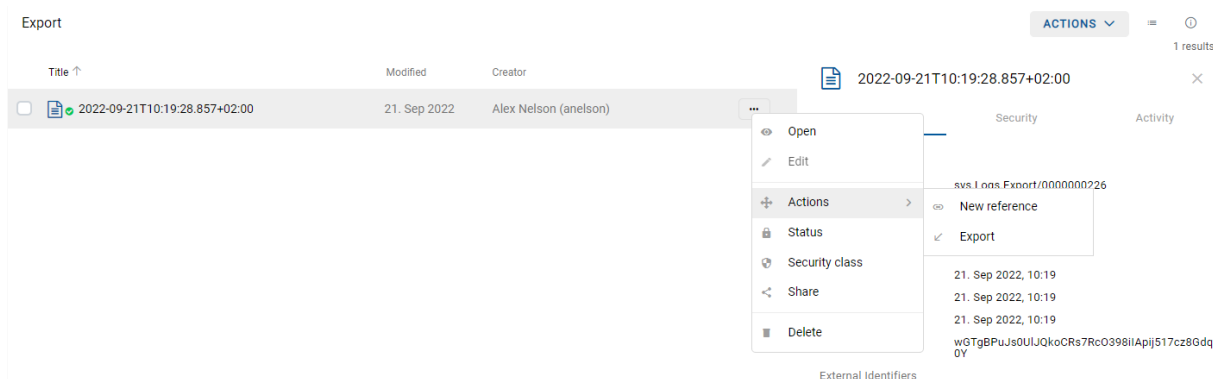 Export
ACTIONS
1 results
Title Modified Creator
2022-09-21T10:19:28.857+02:00
2022-09-21T10:19:28.857+02:00 21. Sep 2022 Alex Nelson (anelson)
Security Activity
Open
Edit
sys.Logs Export/0000000226
Actions
New reference
Status
Export
Security class
21. Sep 2022, 10:19
Share
21. Sep 2022, 10:19
21. Sep 2022, 10:19
Delete
wGTgBPuJs0UlJQkoCRs7RcO398iIApij517cz8Gdq
0Y
External Identifiers